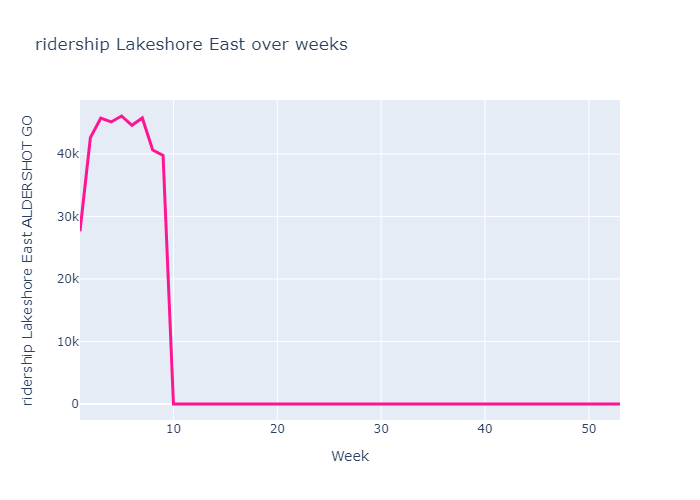 ridership Lakeshore East over weeks
ridership Lakeshore East ALDERSHOT GO
40k
30k
20k
10k
0
10
20
30
40
50
Week